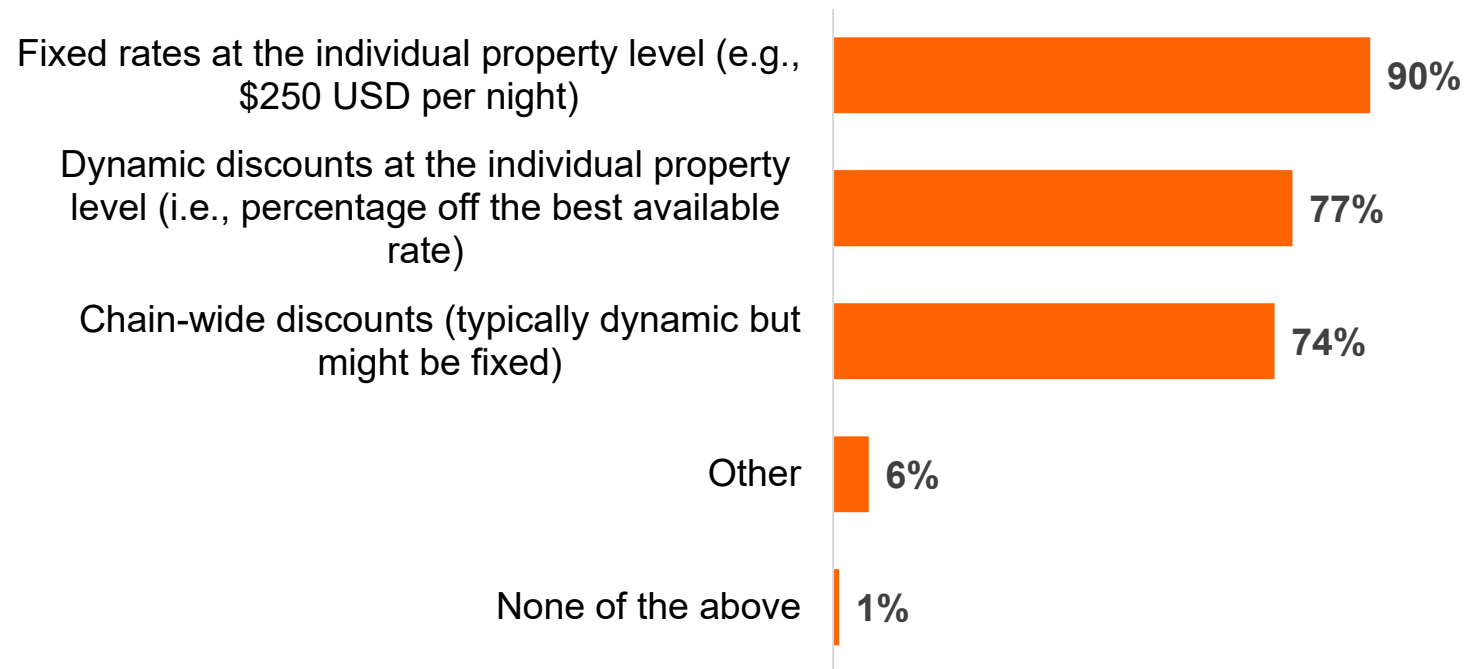 Fixed rates at the individual property level (e.g.,
$250 USD per night)
90%
Dynamic discounts at the individual property
level (i.e., percentage off the best available
rate)
77%
Chain-wide discounts (typically dynamic but
might be fixed)
74%
Other
6%
None of the above
1%